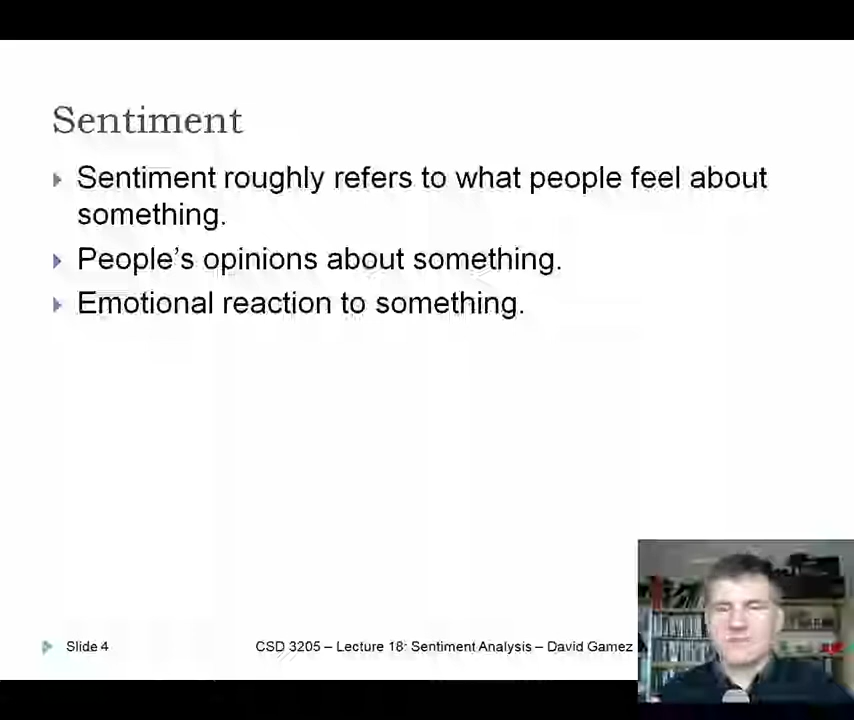 Sentiment
Sentiment roughly refers to what people feel about
something.
People's opinions about something.
Emotional reaction to something.
Slide 4
CSD 3205 – Lecture 18: Sentiment Analysis – David Gamez